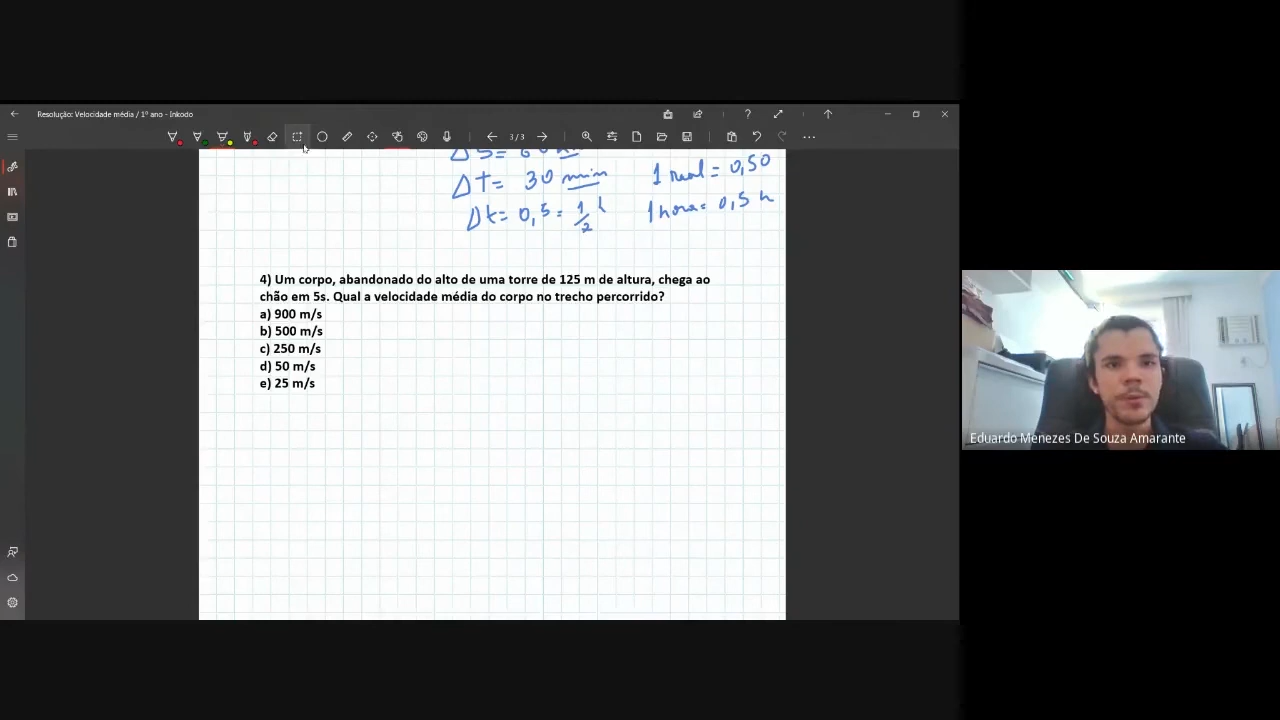 Resolução: Velocidade média / 1º ano - Inkodo
3/3
ΔT= 30 min
1 real = 0,50
Δt= 0,5 = 1/2 h
1 hora= 0,5 h
4) Um corpo, abandonado do alto de uma torre de 125 m de altura, chega ao
chão em 5s. Qual a velocidade média do corpo no trecho percorrido?
a) 900 m/s
b) 500 m/s
c) 250 m/s
d) 50 m/s
e) 25 m/s
Eduardo Menezes De Souza Amarante